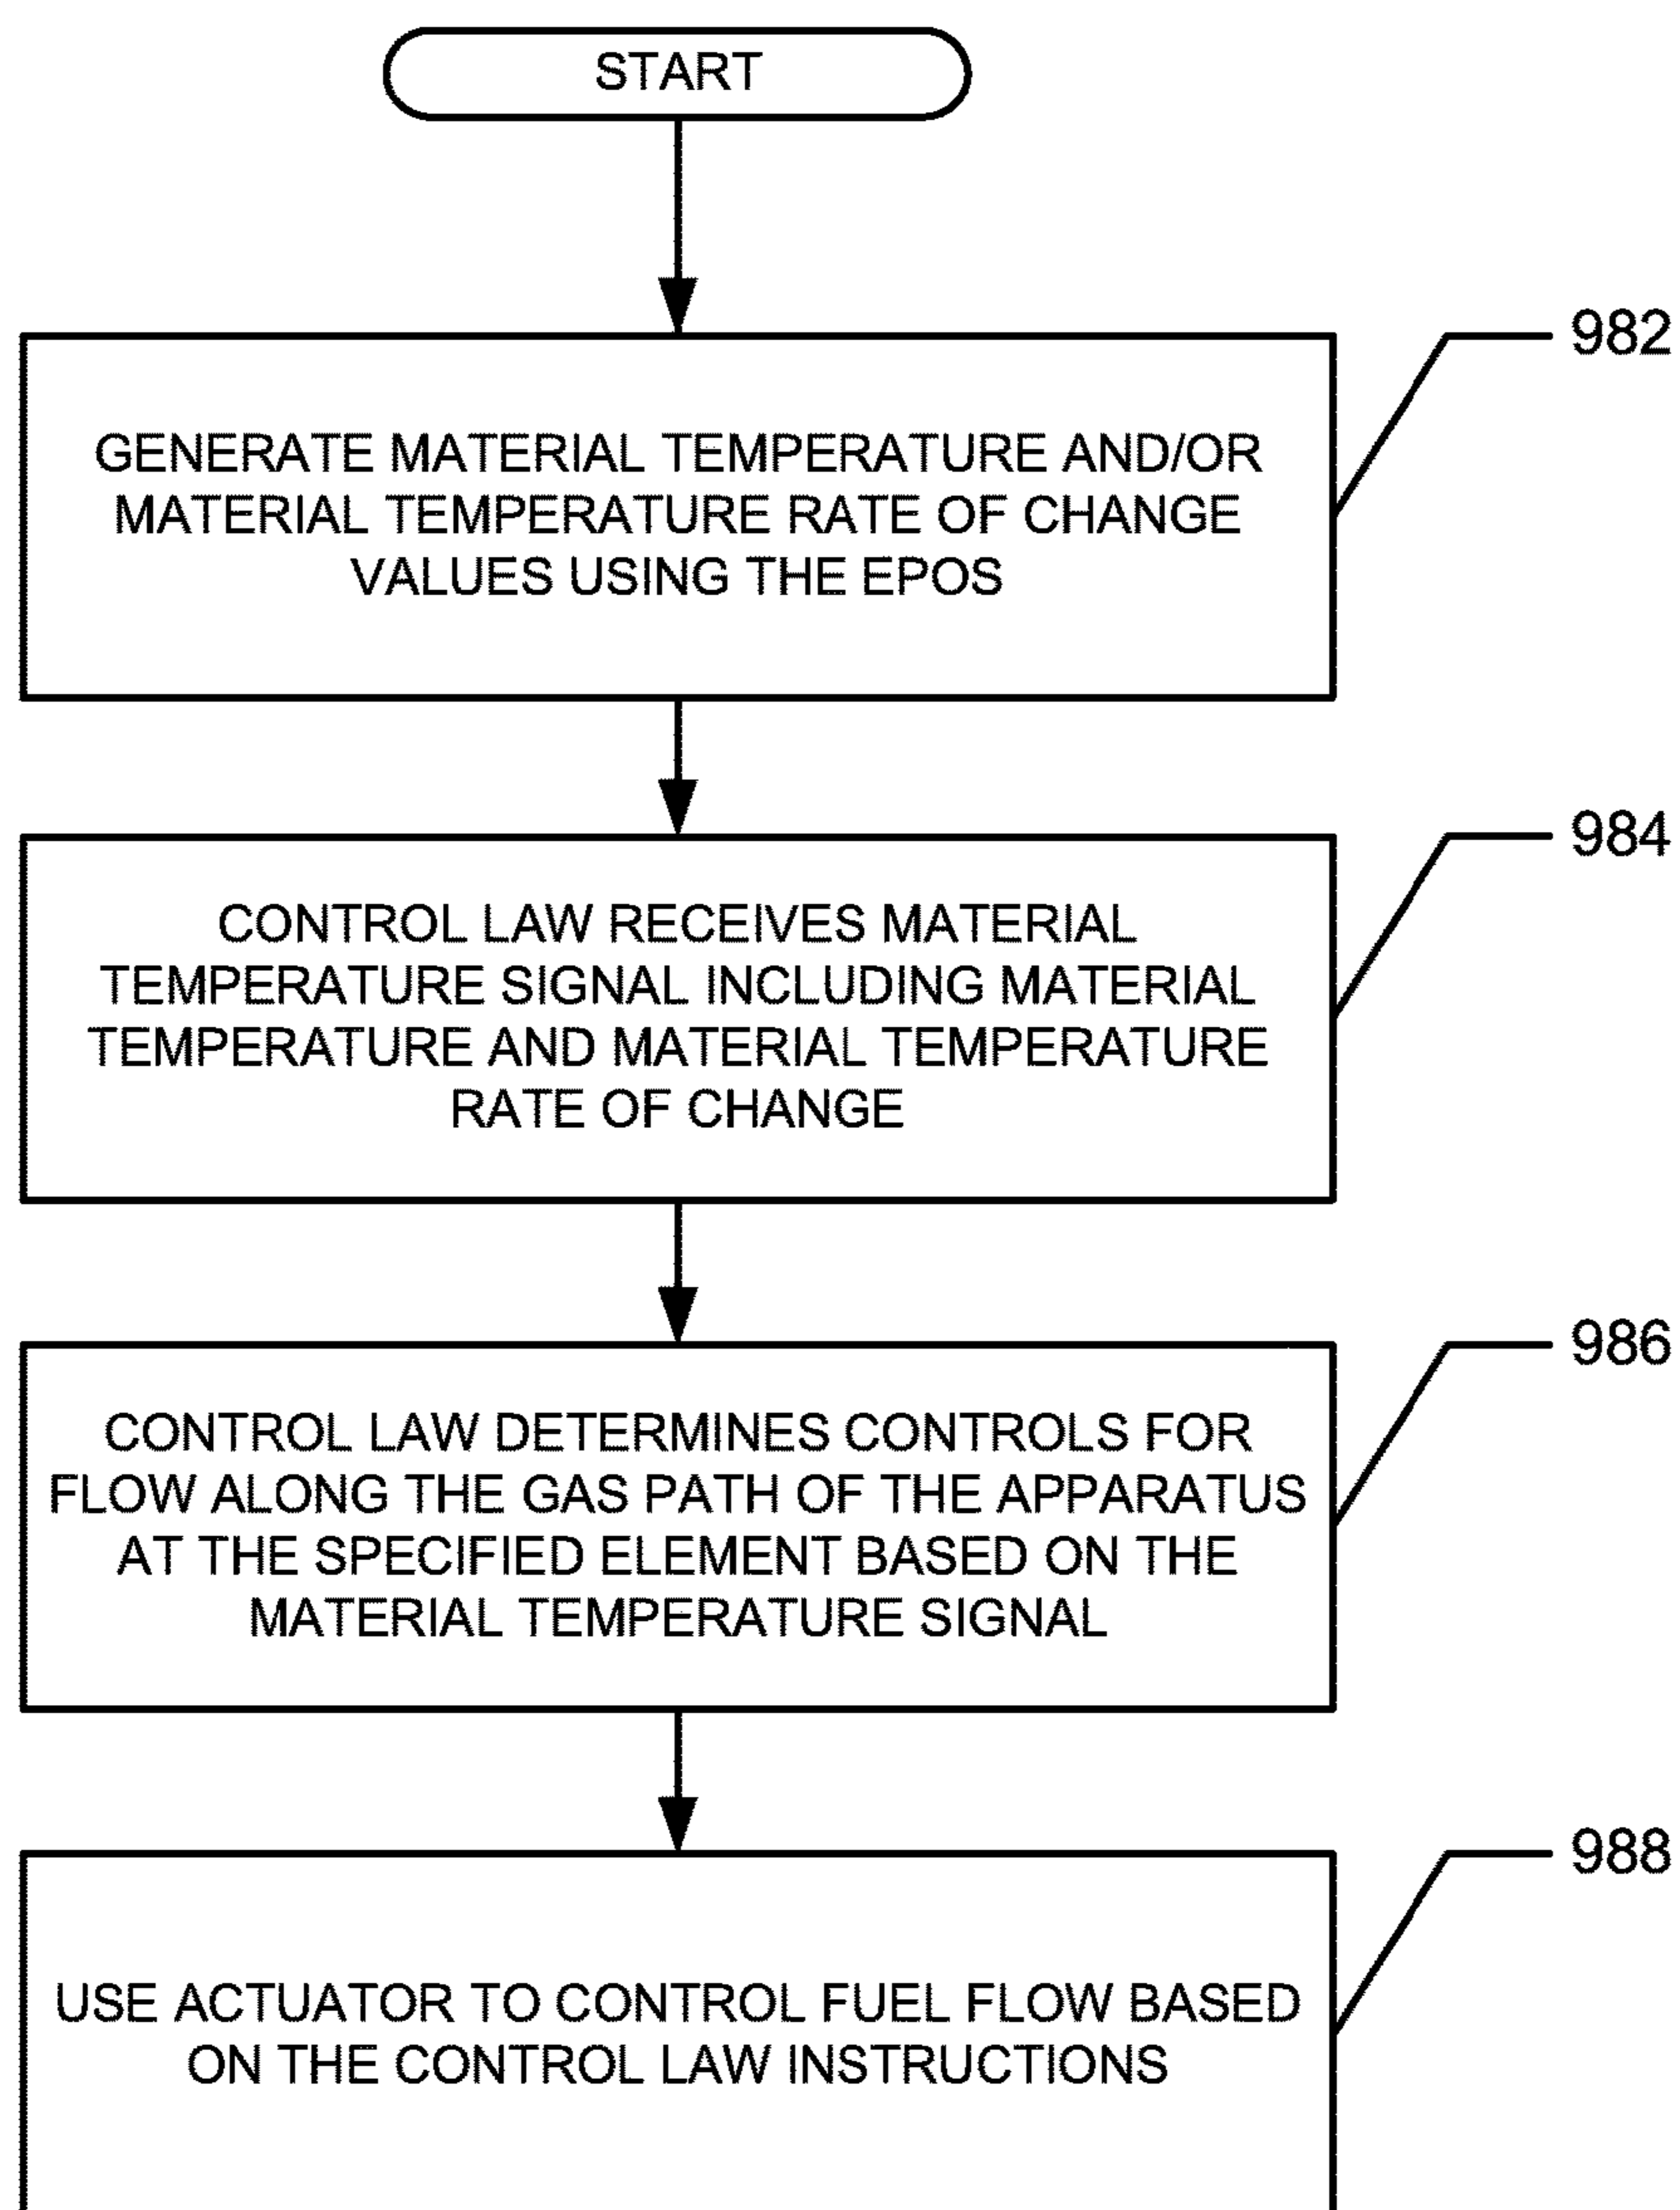 START
982
GENERATE MATERIAL TEMPERATURE AND/OR
MATERIAL TEMPERATURE RATE OF CHANGE
VALUES USING THE EPOS
984
CONTROL LAW RECEIVES MATERIAL
TEMPERATURE SIGNAL INCLUDING MATERIAL
TEMPERATURE AND MATERIAL TEMPERATURE
RATE OF CHANGE
986
CONTROL LAW DETERMINES CONTROLS FOR
FLOW ALONG THE GAS PATH OF THE APPARATUS
AT THE SPECIFIED ELEMENT BASED ON THE
MATERIAL TEMPERATURE SIGNAL
988
USE ACTUATOR TO CONTROL FUEL FLOW BASED
ON THE CONTROL LAW INSTRUCTIONS